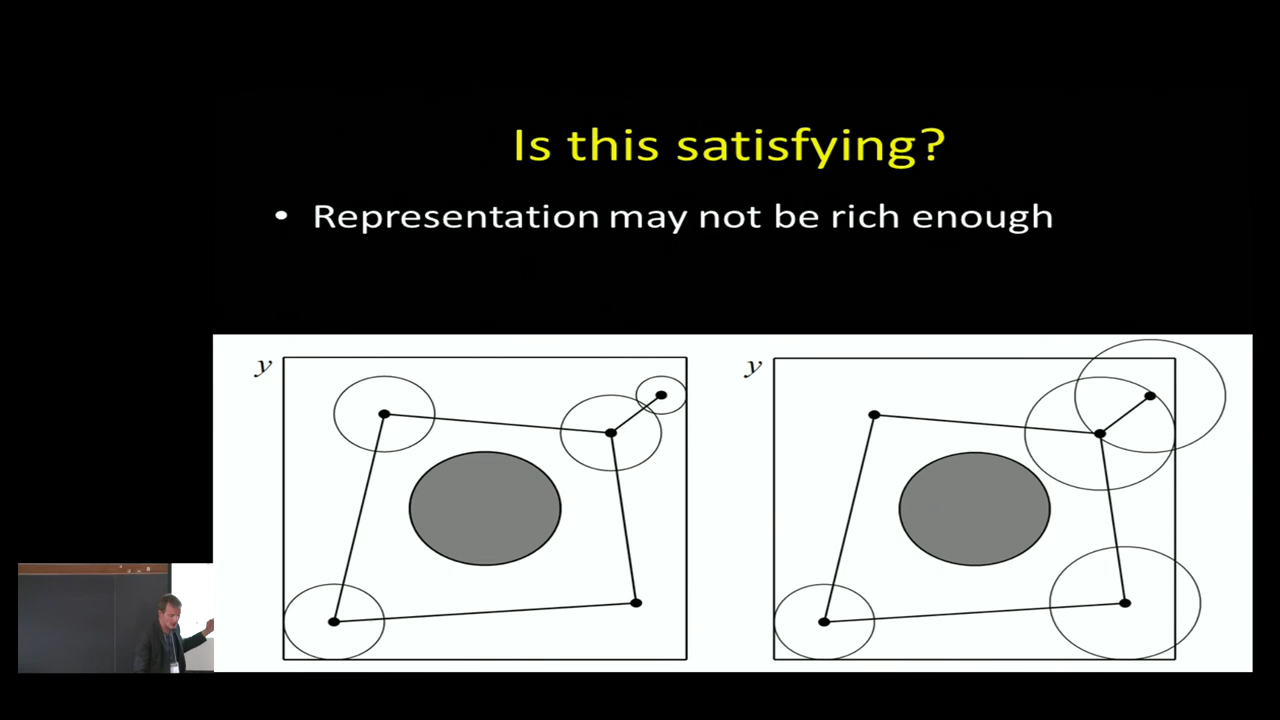 Is this satisfying?
• Representation may not be rich enough
y
y